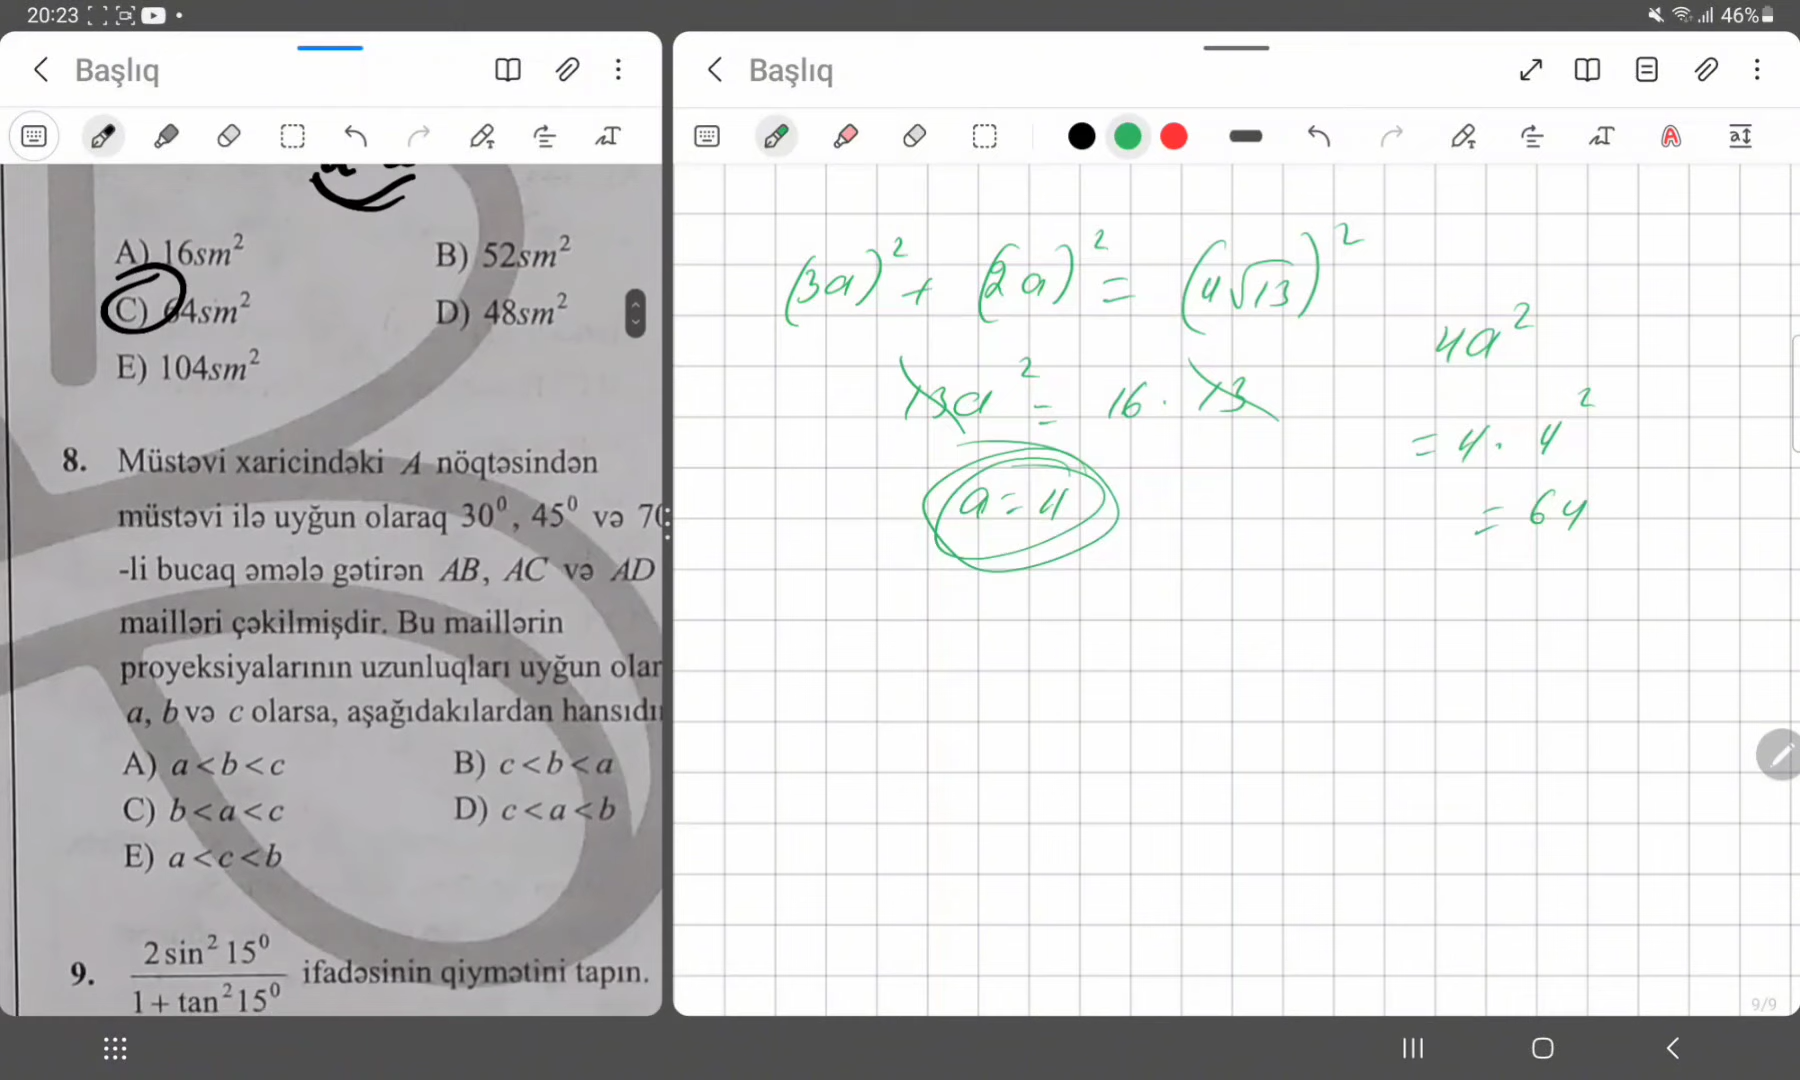 20:23
46%
Başlıq
Başlıq
A) 16sm²
B) 52sm²
C) 64sm²
D) 48sm²
E) 104sm²
8. Müstəvi xaricindəki A nöqtəsindən
müstəvi ilə uyğun olaraq 30⁰, 45⁰ və 70
-li bucaq əmələ gətirən AB, AC və AD
mailləri çəkilmişdir. Bu maillərin
proyeksiyalarının uzunluqları uyğun olar
a, b və c olarsa, aşağıdakılardan hansıdı
A) a<b<c
B) c<b<a
C) b<a<c
D) c<a<b
E) a<c<b
9. 2sin²15⁰
1+tan²15⁰ ifadəsinin qiymətini tapın.
(3a)² + (2a)² = (4√13)²
13a² = 16 · 13
a = 4
4a²
= 4 · 4²
= 64
9/9